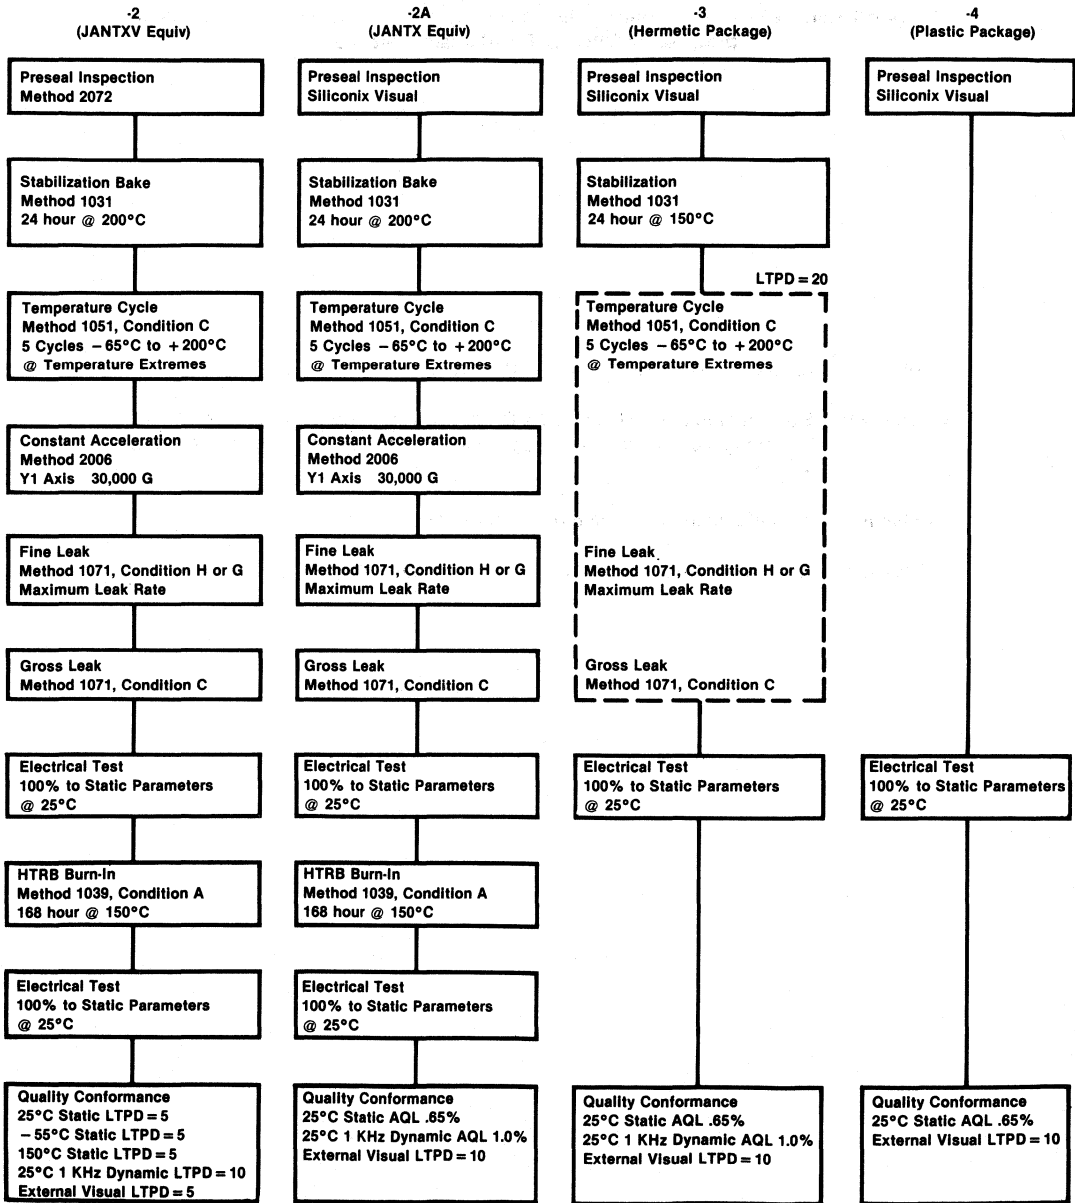 -2
(JANTXV Equiv)
Preseal Inspection
Method 2072
Stabilization Bake
Method 1031
24 hour @ 200°C
Temperature Cycle
Method 1051, Condition C
5 Cycles -65°C to +200°C
@ Temperature Extremes
Constant Acceleration
Method 2006
Y1 Axis 30,000 G
Fine Leak
Method 1071, Condition H or G
Maximum Leak Rate
Gross Leak
Method 1071, Condition C
Electrical Test
100% to Static Parameters
@ 25°C
HTRB Burn-In
Method 1039, Condition A
168 hour @ 150°C
Electrical Test
100% to Static Parameters
@ 25°C
Quality Conformance
25°C Static LTPD = 5
-55°C Static LTPD = 5
150°C Static LTPD = 5
25°C 1 KHz Dynamic LTPD = 10
External Visual LTPD = 5
-2A
(JANTX Equiv)
Preseal Inspection
Siliconix Visual
Stabilization Bake
Method 1031
24 hour @ 200°C
Temperature Cycle
Method 1051, Condition C
5 Cycles -65°C to +200°C
@ Temperature Extremes
Constant Acceleration
Method 2006
Y1 Axis 30,000 G
Fine Leak
Method 1071, Condition H or G
Maximum Leak Rate
Gross Leak
Method 1071, Condition C
Electrical Test
100% to Static Parameters
@ 25°C
HTRB Burn-In
Method 1039, Condition A
168 hour @ 150°C
Electrical Test
100% to Static Parameters
@ 25°C
Quality Conformance
25°C Static AQL .65%
25°C 1 KHz Dynamic AQL 1.0%
External Visual LTPD = 10
-3
(Hermetic Package)
Preseal Inspection
Siliconix Visual
Stabilization
Method 1031
24 hour @ 150°C
LTPD = 20
Temperature Cycle
Method 1051, Condition C
5 Cycles -65°C to +200°C
@ Temperature Extremes
Fine Leak
Method 1071, Condition H or G
Maximum Leak Rate
Gross Leak
Method 1071, Condition C
Electrical Test
100% to Static Parameters
@ 25°C
Quality Conformance
25°C Static AQL .65%
25°C 1 KHz Dynamic AQL 1.0%
External Visual LTPD = 10
-4
(Plastic Package)
Preseal Inspection
Siliconix Visual
Electrical Test
100% to Static Parameters
@ 25°C
Quality Conformance
25°C Static AQL .65%
External Visual LTPD = 10